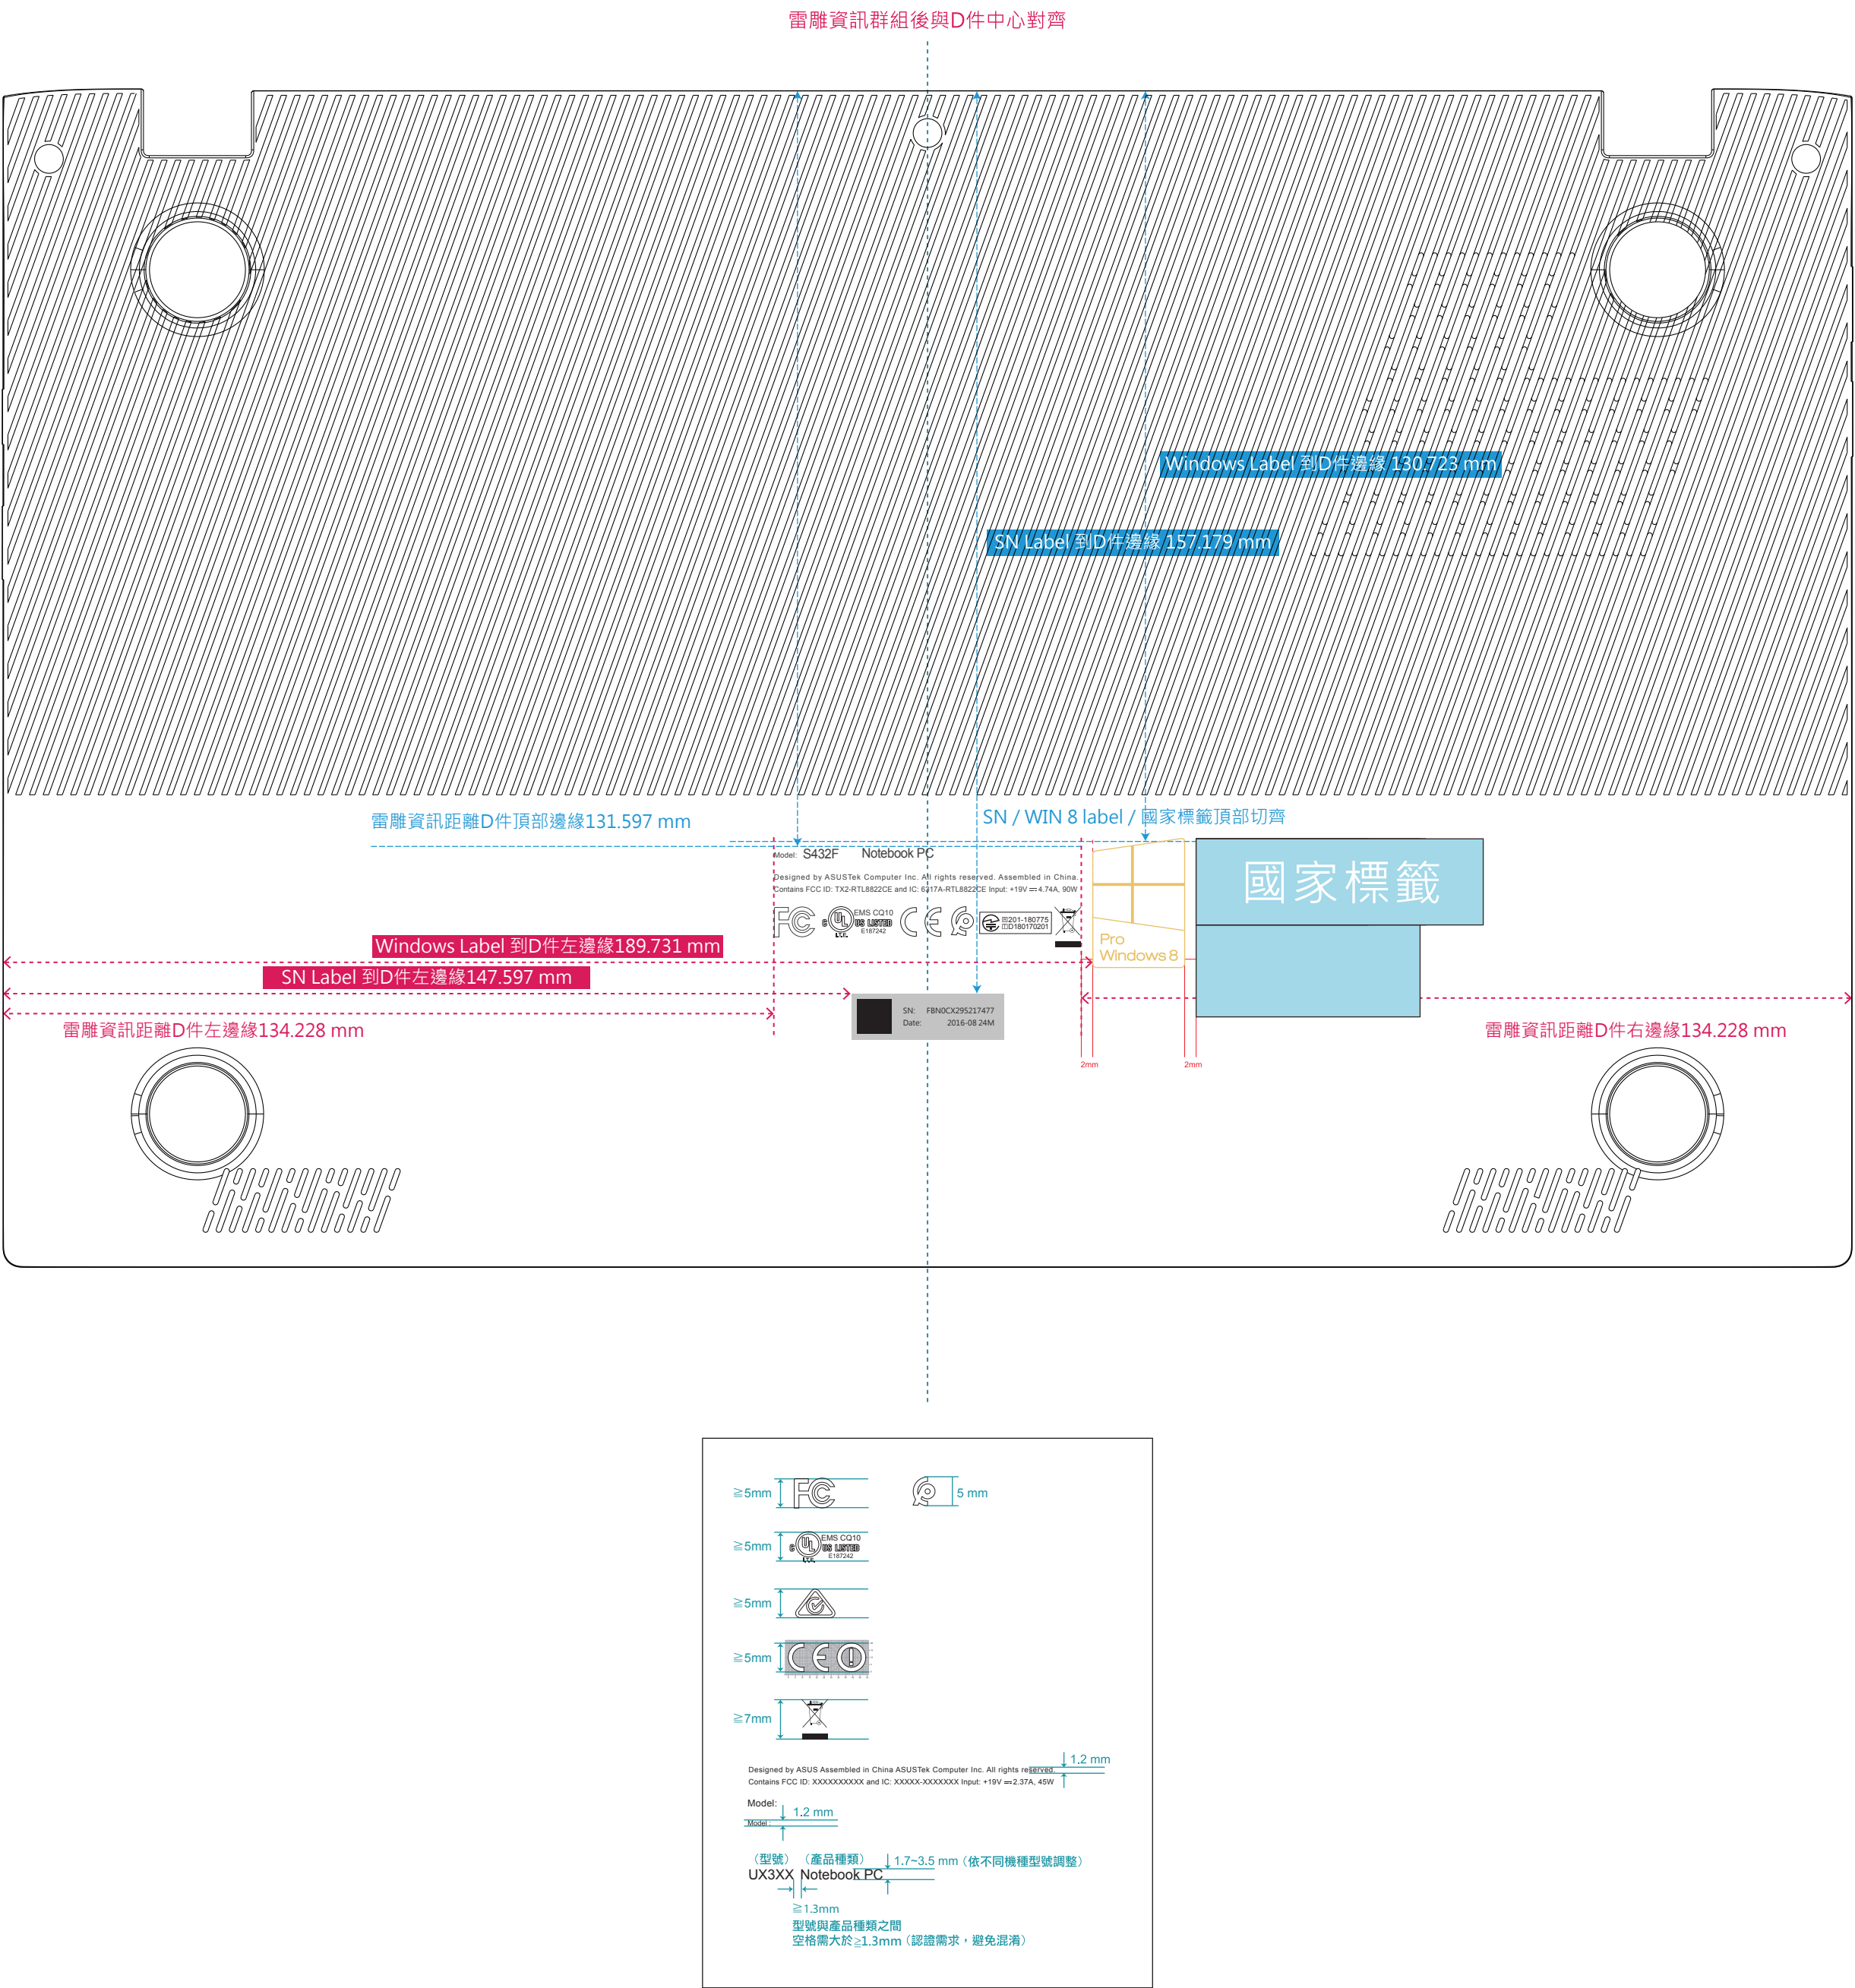 雷雕資訊群組後與D件中心對齊
Windows Label 到D件邊緣 130.723 mm
SN Label 到D件邊緣 157.179 mm
雷雕資訊距離D件頂部邊緣131.597 mm
SN / WIN 8 label / 國家標籤頂部切齊
Model: S432F Notebook PC
Designed by ASUSTek Computer Inc. All rights reserved. Assembled in China.
Contains FCC ID: TX2-RTL8822CE and IC: 6317A-RTL8822CE Input: +19V ⎓ 4.74A, 90W
FC
C UL US LISTED
EMS CQ10
I.T.E.
E187242
CE
R 201-180775
T D180170201
Pro
Windows 8
國家標籤
Windows Label 到D件左邊緣189.731 mm
SN Label 到D件左邊緣147.597 mm
雷雕資訊距離D件左邊緣134.228 mm
SN: FBN0CX295217477
Date: 2016-08 24M
雷雕資訊距離D件右邊緣134.228 mm
2mm
2mm
≧5mm
FC
5 mm
≧5mm
C UL US LISTED
EMS CQ10
I.T.E.
E187242
≧5mm
≧5mm
CE
≧7mm
1.2 mm
Designed by ASUS Assembled in China ASUSTek Computer Inc. All rights reserved.
Contains FCC ID: XXXXXXXXXX and IC: XXXXX-XXXXXXX Input: +19V ⎓ 2.37A, 45W
Model:
1.2 mm
Model :
（型號）（產品種類）
1.7~3.5 mm（依不同機種型號調整）
UX3XX Notebook PC
≧1.3mm
型號與產品種類之間
空格需大於≧1.3mm（認證需求，避免混淆）